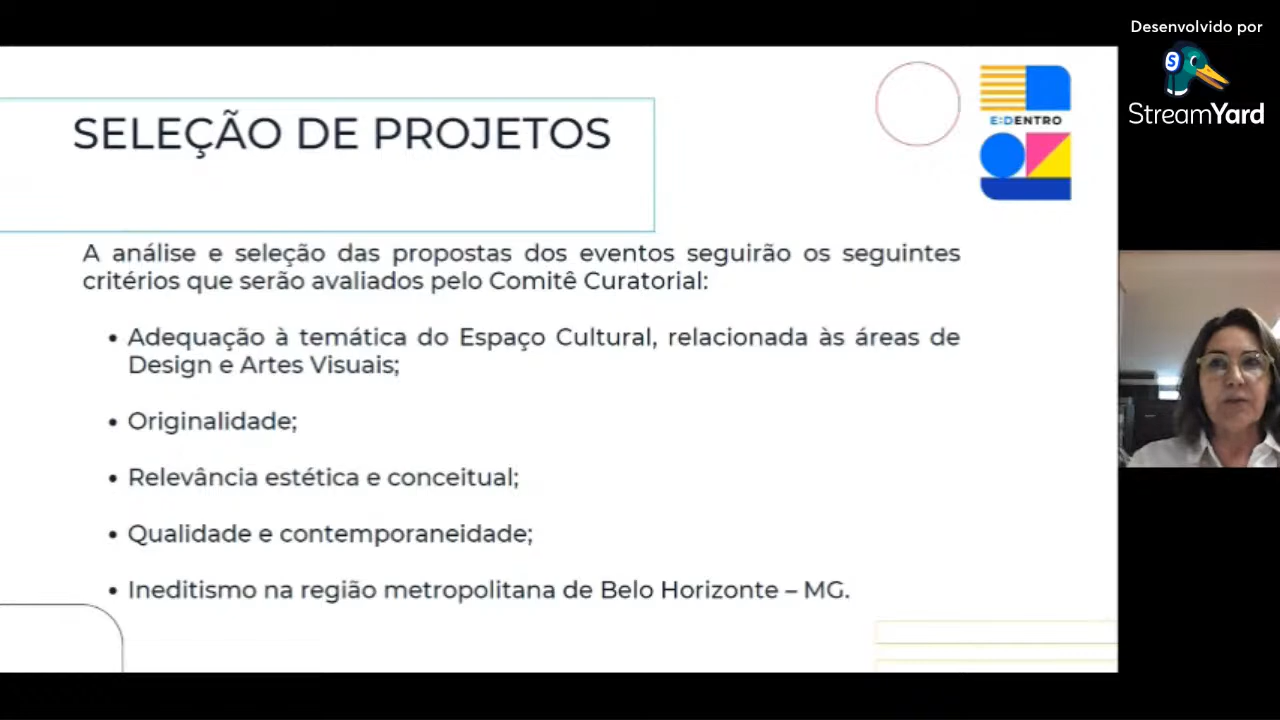 Desenvolvido por
StreamYard
SELEÇÃO DE PROJETOS
E:DENTRO
A análise e seleção das propostas dos eventos seguirão os seguintes
critérios que serão avaliados pelo Comitê Curatorial:
• Adequação à temática do Espaço Cultural, relacionada às áreas de
Design e Artes Visuais;
• Originalidade;
• Relevância estética e conceitual;
• Qualidade e contemporaneidade;
• Ineditismo na região metropolitana de Belo Horizonte – MG.